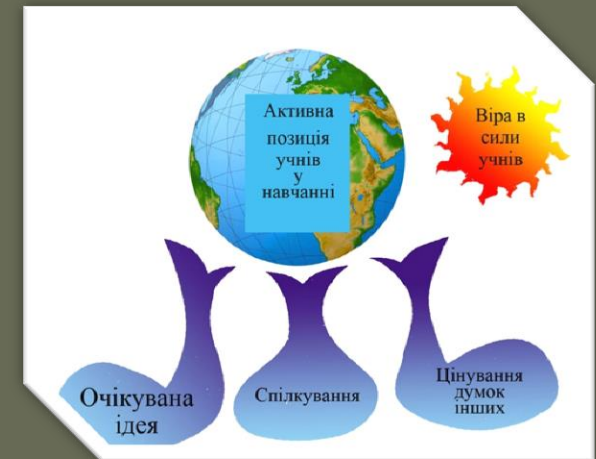 Активна
позиція
учнів
у
навчанні
Віра в
сили
учнів
Очікувана
ідея
Спілкування
Цінування
думок
інших